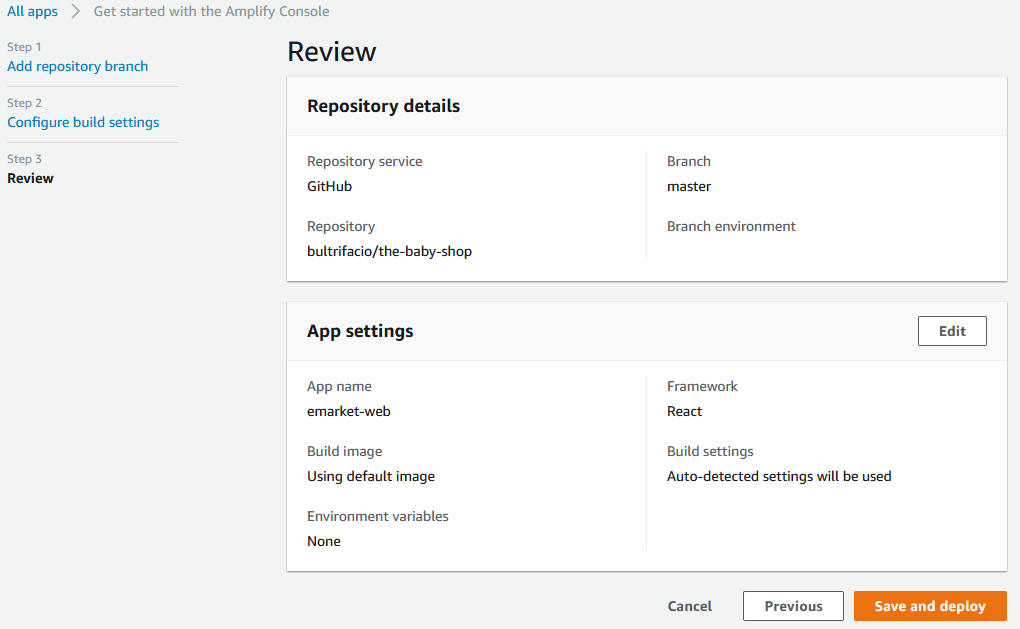 All apps > Get started with the Amplify Console
Step 1
Add repository branch
Step 2
Configure build settings
Step 3
Review
Review
Repository details
Repository service
GitHub
Repository
bultrifacio/the-baby-shop
Branch
master
Branch environment
App settings
Edit
App name
emarket-web
Build image
Using default image
Environment variables
None
Framework
React
Build settings
Auto-detected settings will be used
Cancel
Previous
Save and deploy